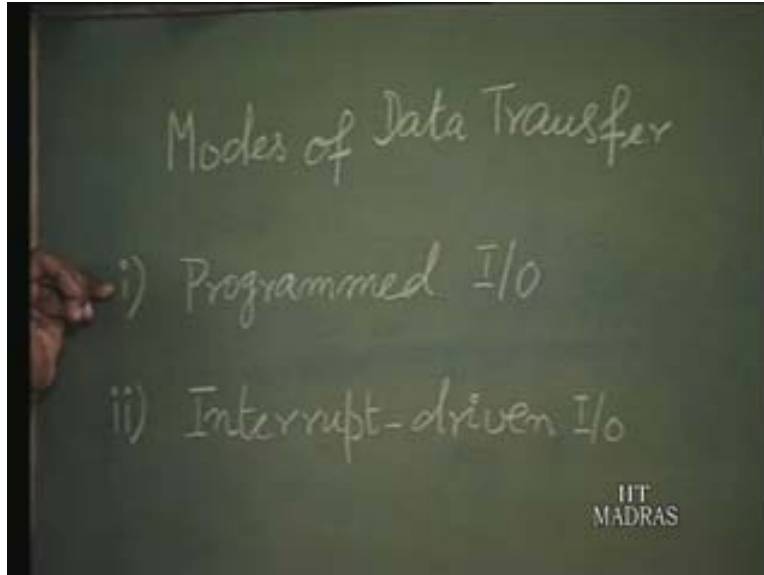 Modes of Data Transfer
i) Programmed I/O
ii) Interrupt-driven I/o
IIT
MADRAS